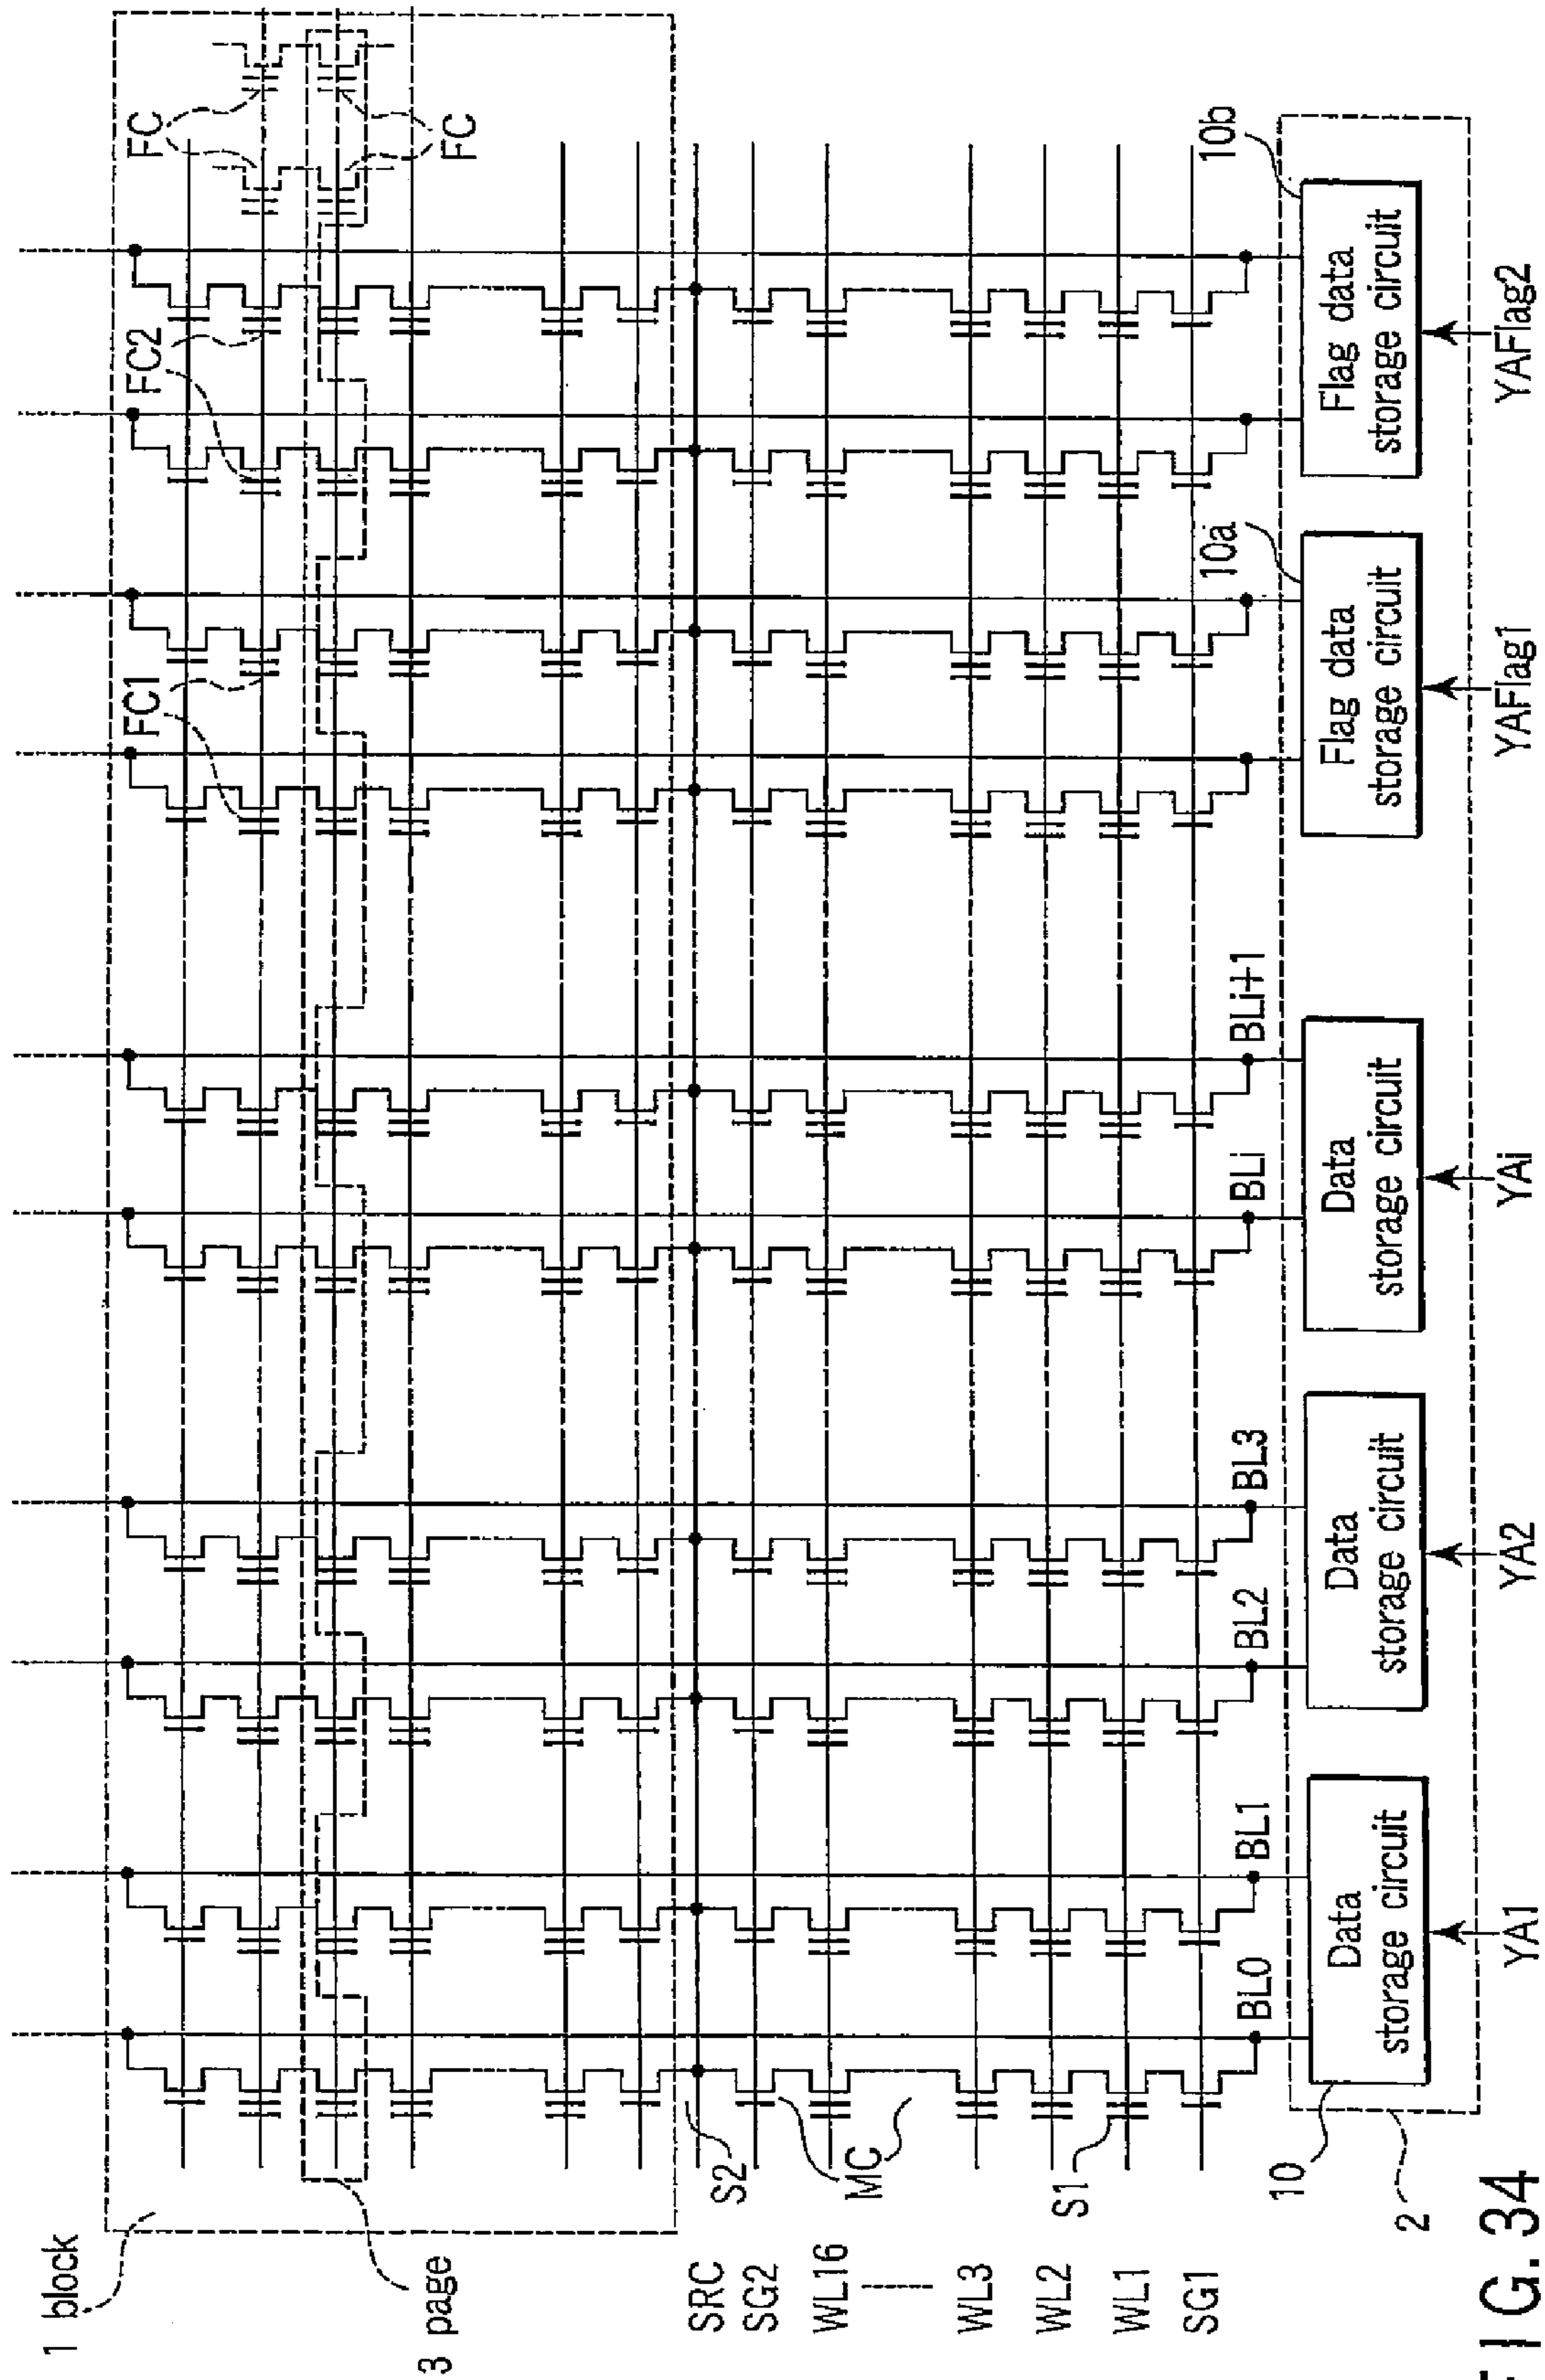 1 block
3 page
FC
FC
FC1
FC2
SRC
SG2
WL16
WL3
WL2
WL1
SG1
S2
MC
S1
BL0
BL1
BL2
BL3
BLi
BLi+1
10
10a
10b
2
Data
storage circuit
Data
storage circuit
Data
storage circuit
Flag data
storage circuit
Flag data
storage circuit
YA1
YA2
YAi
YAFlag1
YAFlag2
FIG. 34